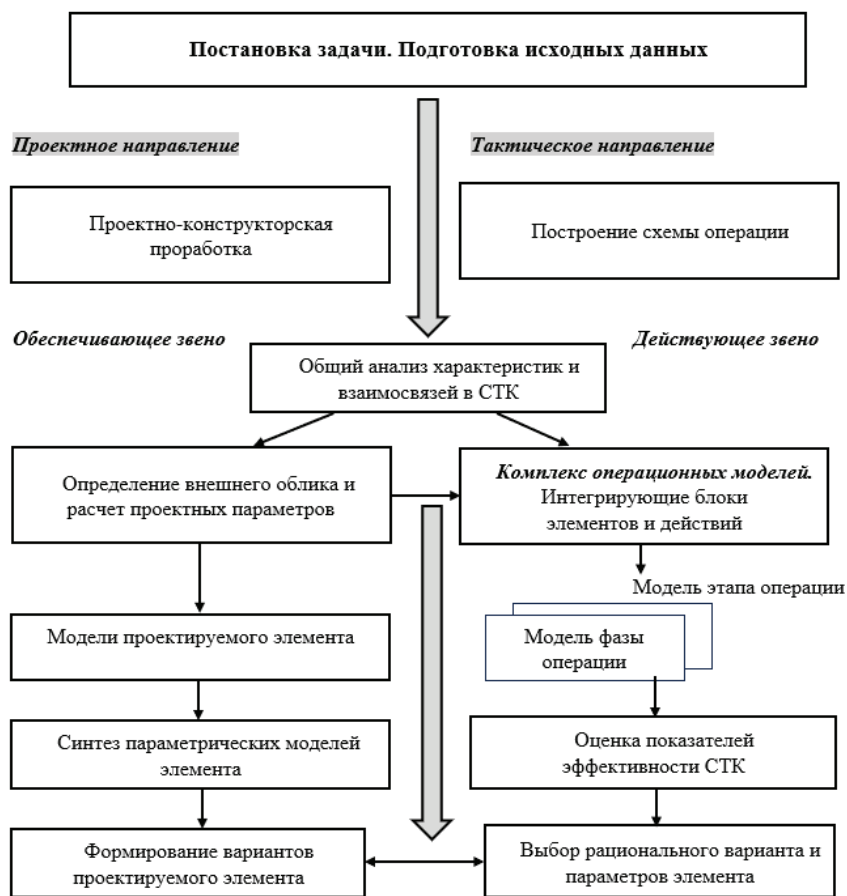 Постановка задачи. Подготовка исходных данных
Проектное направление
Тактическое направление
Проектно-конструкторская
проработка
Построение схемы операции
Обеспечивающее звено
Действующее звено
Общий анализ характеристик и
взаимосвязей в СТК
Определение внешнего облика и
расчет проектных параметров
Комплекс операционных моделей.
Интегрирующие блоки
элементов и действий
Модель этапа операции
Модели проектируемого элемента
Модель фазы
операции
Синтез параметрических моделей
элемента
Оценка показателей
эффективности СТК
Формирование вариантов
проектируемого элемента
Выбор рационального варианта и
параметров элемента